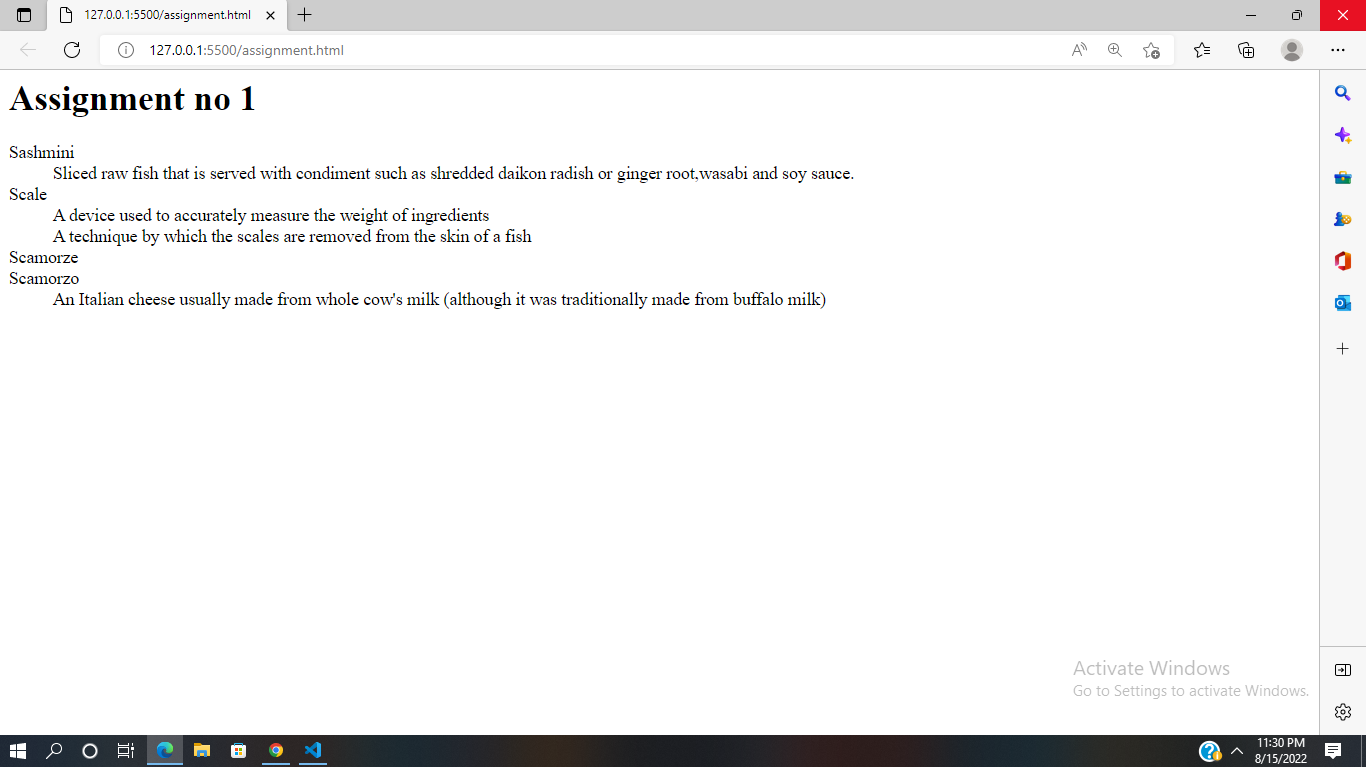 127.0.0.1:5500/assignment.html
127.0.0.1:5500/assignment.html
Assignment no 1
Sashmini
Sliced raw fish that is served with condiment such as shredded daikon radish or ginger root,wasabi and soy sauce.
Scale
A device used to accurately measure the weight of ingredients
A technique by which the scales are removed from the skin of a fish
Scamorze
Scamorzo
An Italian cheese usually made from whole cow's milk (although it was traditionally made from buffalo milk)
Activate Windows
Go to Settings to activate Windows.
11:30 PM
8/15/2022